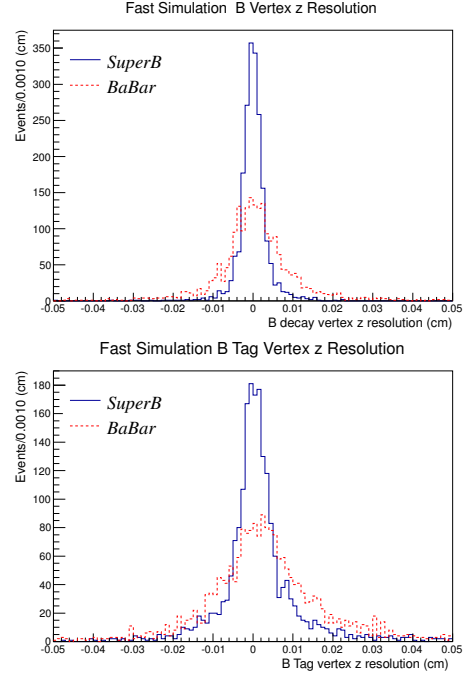 Fast Simulation B Vertex z Resolution
Events/0.0010 (cm)
350
300
250
200
150
100
50
0
SuperB
BaBar
-0.05 -0.04 -0.03 -0.02 -0.01 0 0.01 0.02 0.03 0.04 0.05
B decay vertex z resolution (cm)
Fast Simulation B Tag Vertex z Resolution
Events/0.0010 (cm)
180
160
140
120
100
80
60
40
20
0
SuperB
BaBar
-0.05 -0.04 -0.03 -0.02 -0.01 0 0.01 0.02 0.03 0.04 0.05
B Tag vertex z resolution (cm)